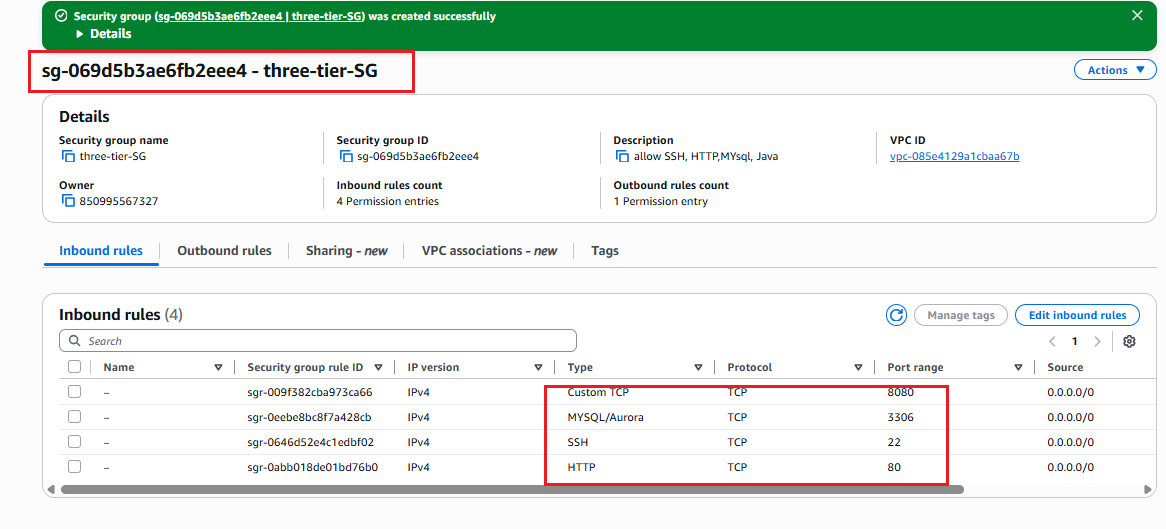 Security group (sg-069d5b3ae6fb2eee4 | three-tier-SG) was created successfully
Details
sg-069d5b3ae6fb2eee4 - three-tier-SG
Actions
Details
Security group name
three-tier-SG
Security group ID
sg-069d5b3ae6fb2eee4
Description
allow SSH, HTTP,MYsql, Java
VPC ID
vpc-085e4129a1cbaa67b
Owner
850995567327
Inbound rules count
4 Permission entries
Outbound rules count
1 Permission entry
Inbound rules
Outbound rules
Sharing - new
VPC associations - new
Tags
Inbound rules (4)
Manage tags
Edit inbound rules
Search
1
Name Security group rule ID IP version Type Protocol Port range Source
– sgr-009f382cba973ca66 IPv4 Custom TCP TCP 8080 0.0.0.0/0
– sgr-0eebe8bc8f7a428cb IPv4 MYSQL/Aurora TCP 3306 0.0.0.0/0
– sgr-0646d52e4c1edbf02 IPv4 SSH TCP 22 0.0.0.0/0
– sgr-0abb018de01bd76b0 IPv4 HTTP TCP 80 0.0.0.0/0